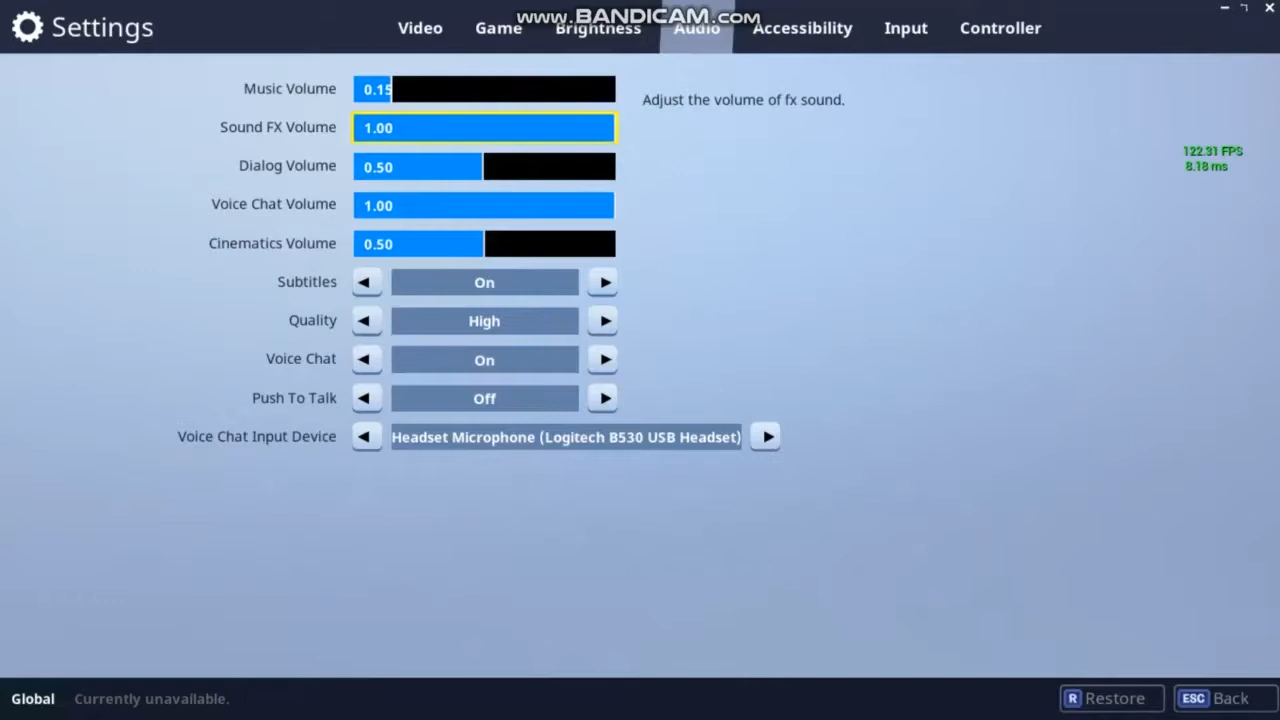 www.BANDICAM.com
Settings
Video Game Brightness Audio Accessibility Input Controller
Music Volume 0.15
Adjust the volume of fx sound.
Sound FX Volume 1.00
122.31 FPS
8.18 ms
Dialog Volume 0.50
Voice Chat Volume 1.00
Cinematics Volume 0.50
Subtitles On
Quality High
Voice Chat On
Push To Talk Off
Voice Chat Input Device Headset Microphone (Logitech B530 USB Headset)
Global Currently unavailable. R Restore ESC Back